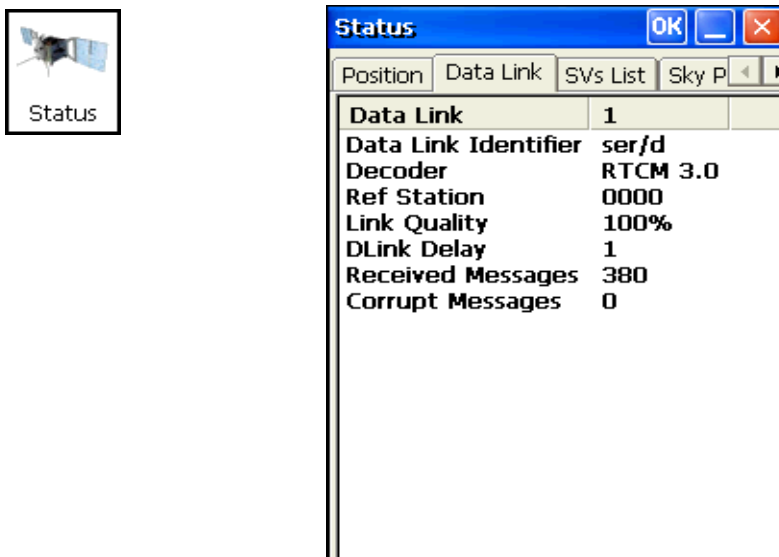 Status
Status OK
Position Data Link SVs List Sky P
Data Link 1
Data Link Identifier ser/d
Decoder RTCM 3.0
Ref Station 0000
Link Quality 100%
DLink Delay 1
Received Messages 380
Corrupt Messages 0